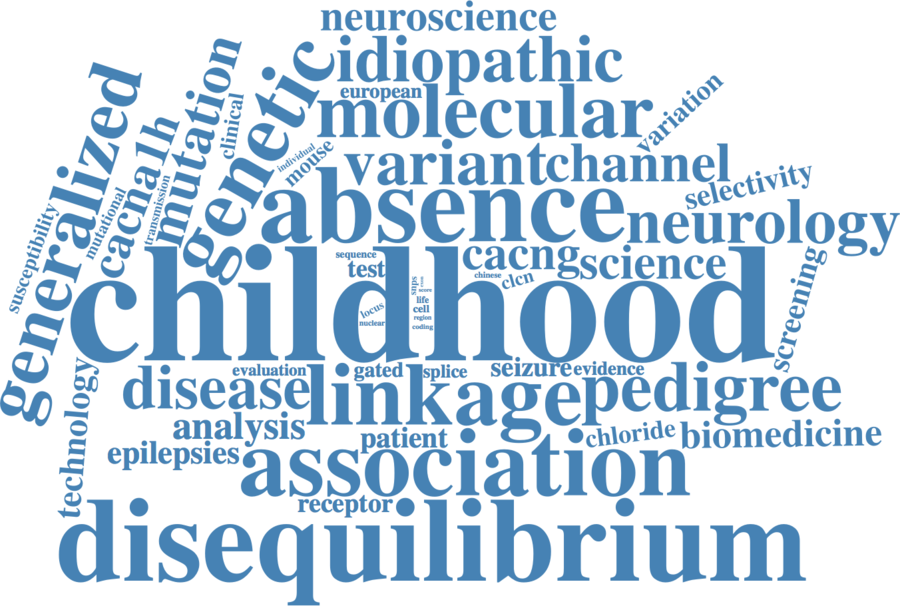 neuroscience
idiopathic
european
molecular
variation
generalized
cacna1h
mutation
clinical
genetic
individual
mouse
variant
channel
selectivity
susceptibility
mutational
transmission
absence
neurology
sequence
test
cacng
science
chinese
clcn
screening
childhood
snps
score
life
cell
region
coding
locus
nuclear
technology
disease
evaluation
linkage
gated
splice
seizure
evidence
pedigree
analysis
patient
chloride
biomedicine
epilepsies
association
receptor
disequilibrium